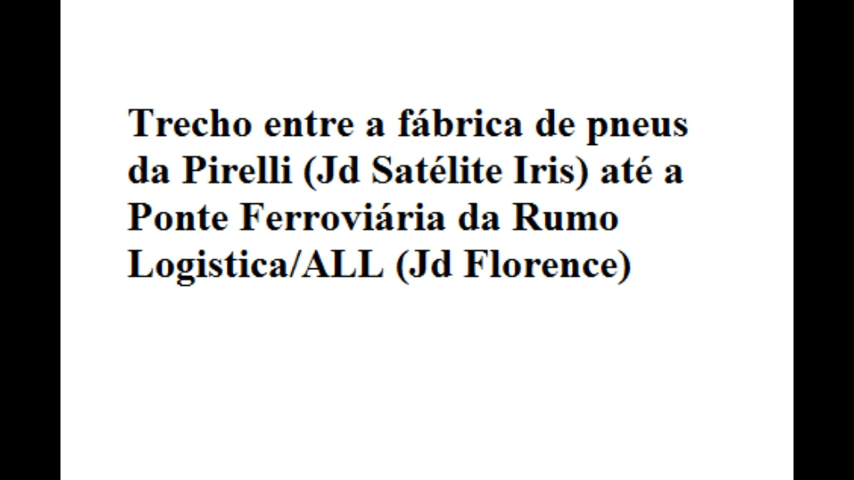 Trecho entre a fábrica de pneus
da Pirelli (Jd Satélite Iris) até a
Ponte Ferroviária da Rumo
Logistica/ALL (Jd Florence)